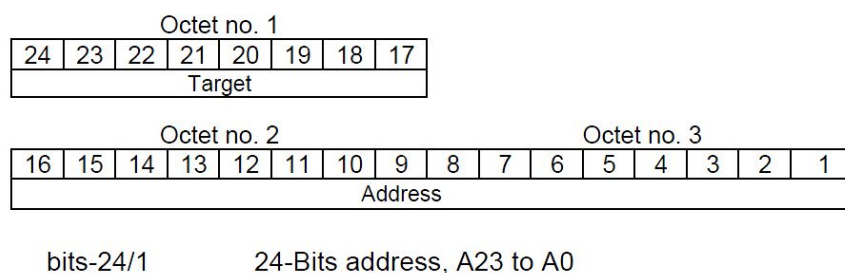 Octet no. 1
24 23 22 21 20 19 18 17
Target
Octet no. 2 Octet no. 3
16 15 14 13 12 11 10 9 8 7 6 5 4 3 2 1
Address
bits-24/1 24-Bits address, A23 to A0